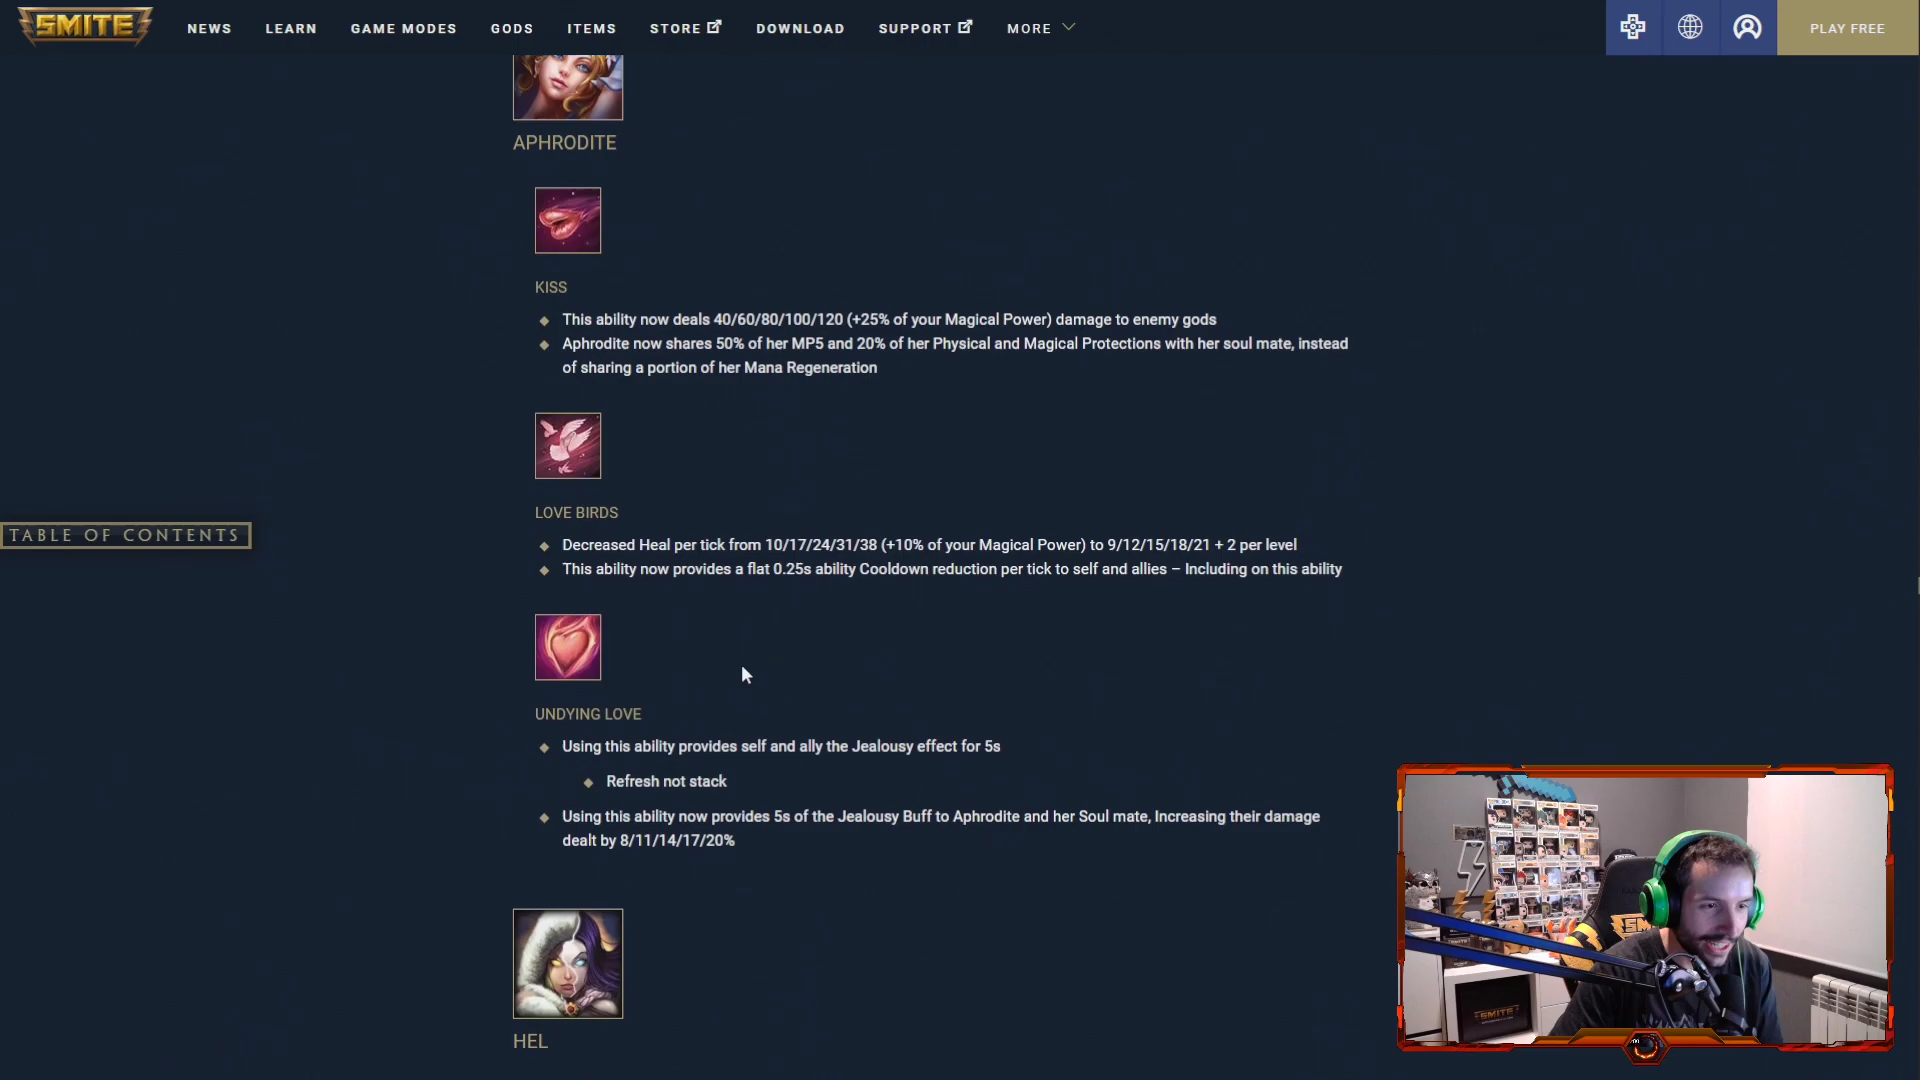 SMITE NEWS LEARN GAME MODES GODS ITEMS STORE DOWNLOAD SUPPORT MORE PLAY FREE
APHRODITE
KISS
This ability now deals 40/60/80/100/120 (+25% of your Magical Power) damage to enemy gods
Aphrodite now shares 50% of her MP5 and 20% of her Physical and Magical Protections with her soul mate, instead
of sharing a portion of her Mana Regeneration
LOVE BIRDS
TABLE OF CONTENTS
Decreased Heal per tick from 10/17/24/31/38 (+10% of your Magical Power) to 9/12/15/18/21 + 2 per level
This ability now provides a flat 0.25s ability Cooldown reduction per tick to self and allies – Including on this ability
UNDYING LOVE
Using this ability provides self and ally the Jealousy effect for 5s
Refresh not stack
Using this ability now provides 5s of the Jealousy Buff to Aphrodite and her Soul mate, Increasing their damage
dealt by 8/11/14/17/20%
HEL
SMITE